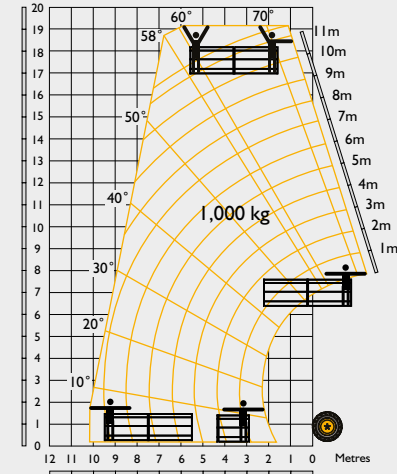 20 60° 70°
19 58° 11m
18 10m
17 9m
16 8m
15 50° 7m
14 6m
13 5m
12 4m
11 40° 3m
10 1,000 kg 2m
9 1m
8 30°
7
6 20°
5
4
3 10°
2
1
0
12 11 10 9 8 7 6 5 4 3 2 1 0 Metres